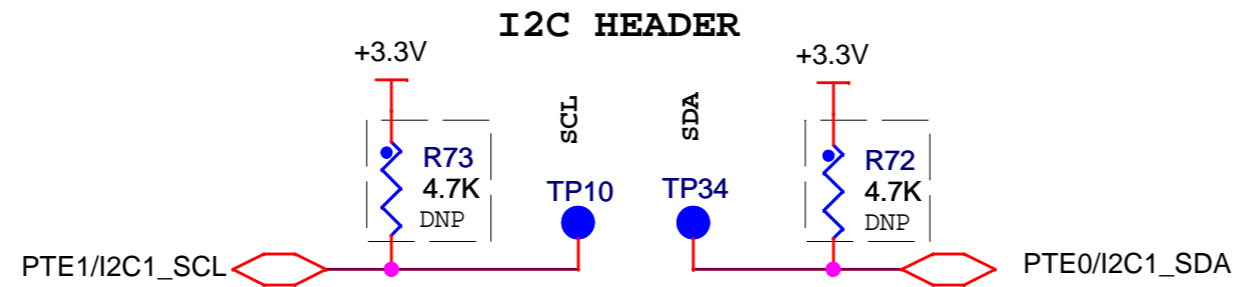 I2C HEADER
+3.3V
+3.3V
SCL
SDA
R73
4.7K
DNP
TP10
TP34
R72
4.7K
DNP
PTE1/I2C1_SCL
PTE0/I2C1_SDA